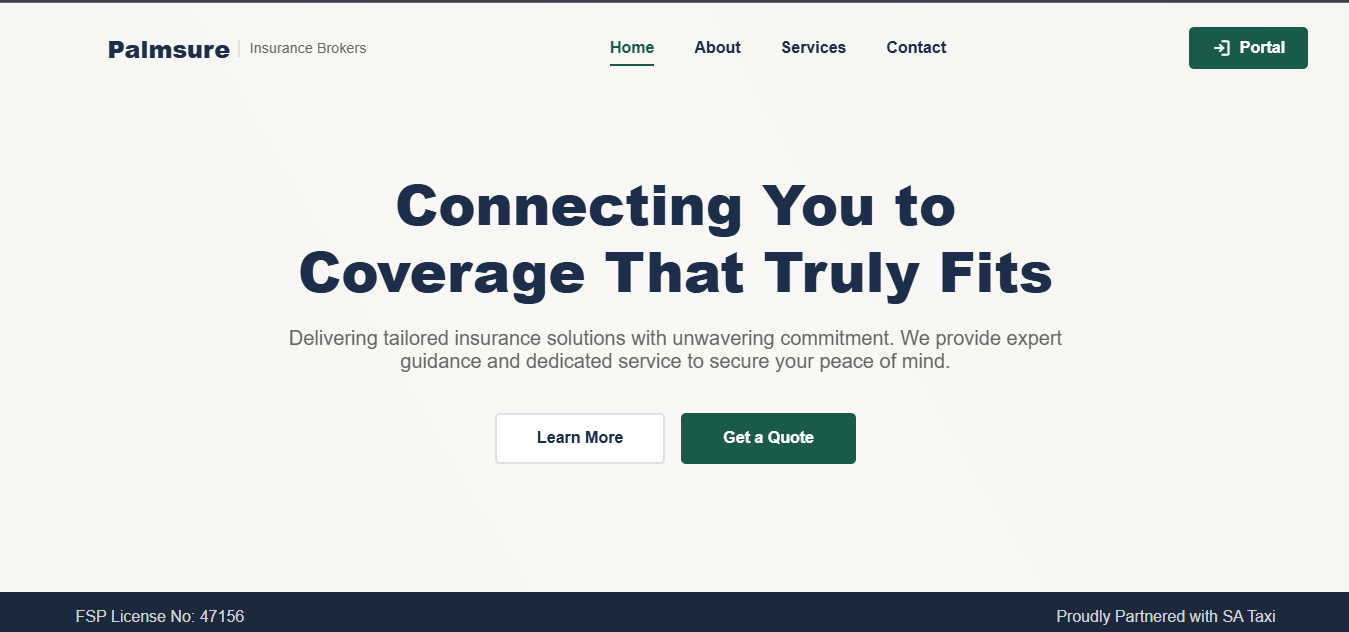 Palmsure Insurance Brokers Home About Services Contact Portal
Connecting You to
Coverage That Truly Fits
Delivering tailored insurance solutions with unwavering commitment. We provide expert
guidance and dedicated service to secure your peace of mind.
Learn More Get a Quote
FSP License No: 47156 Proudly Partnered with SA Taxi